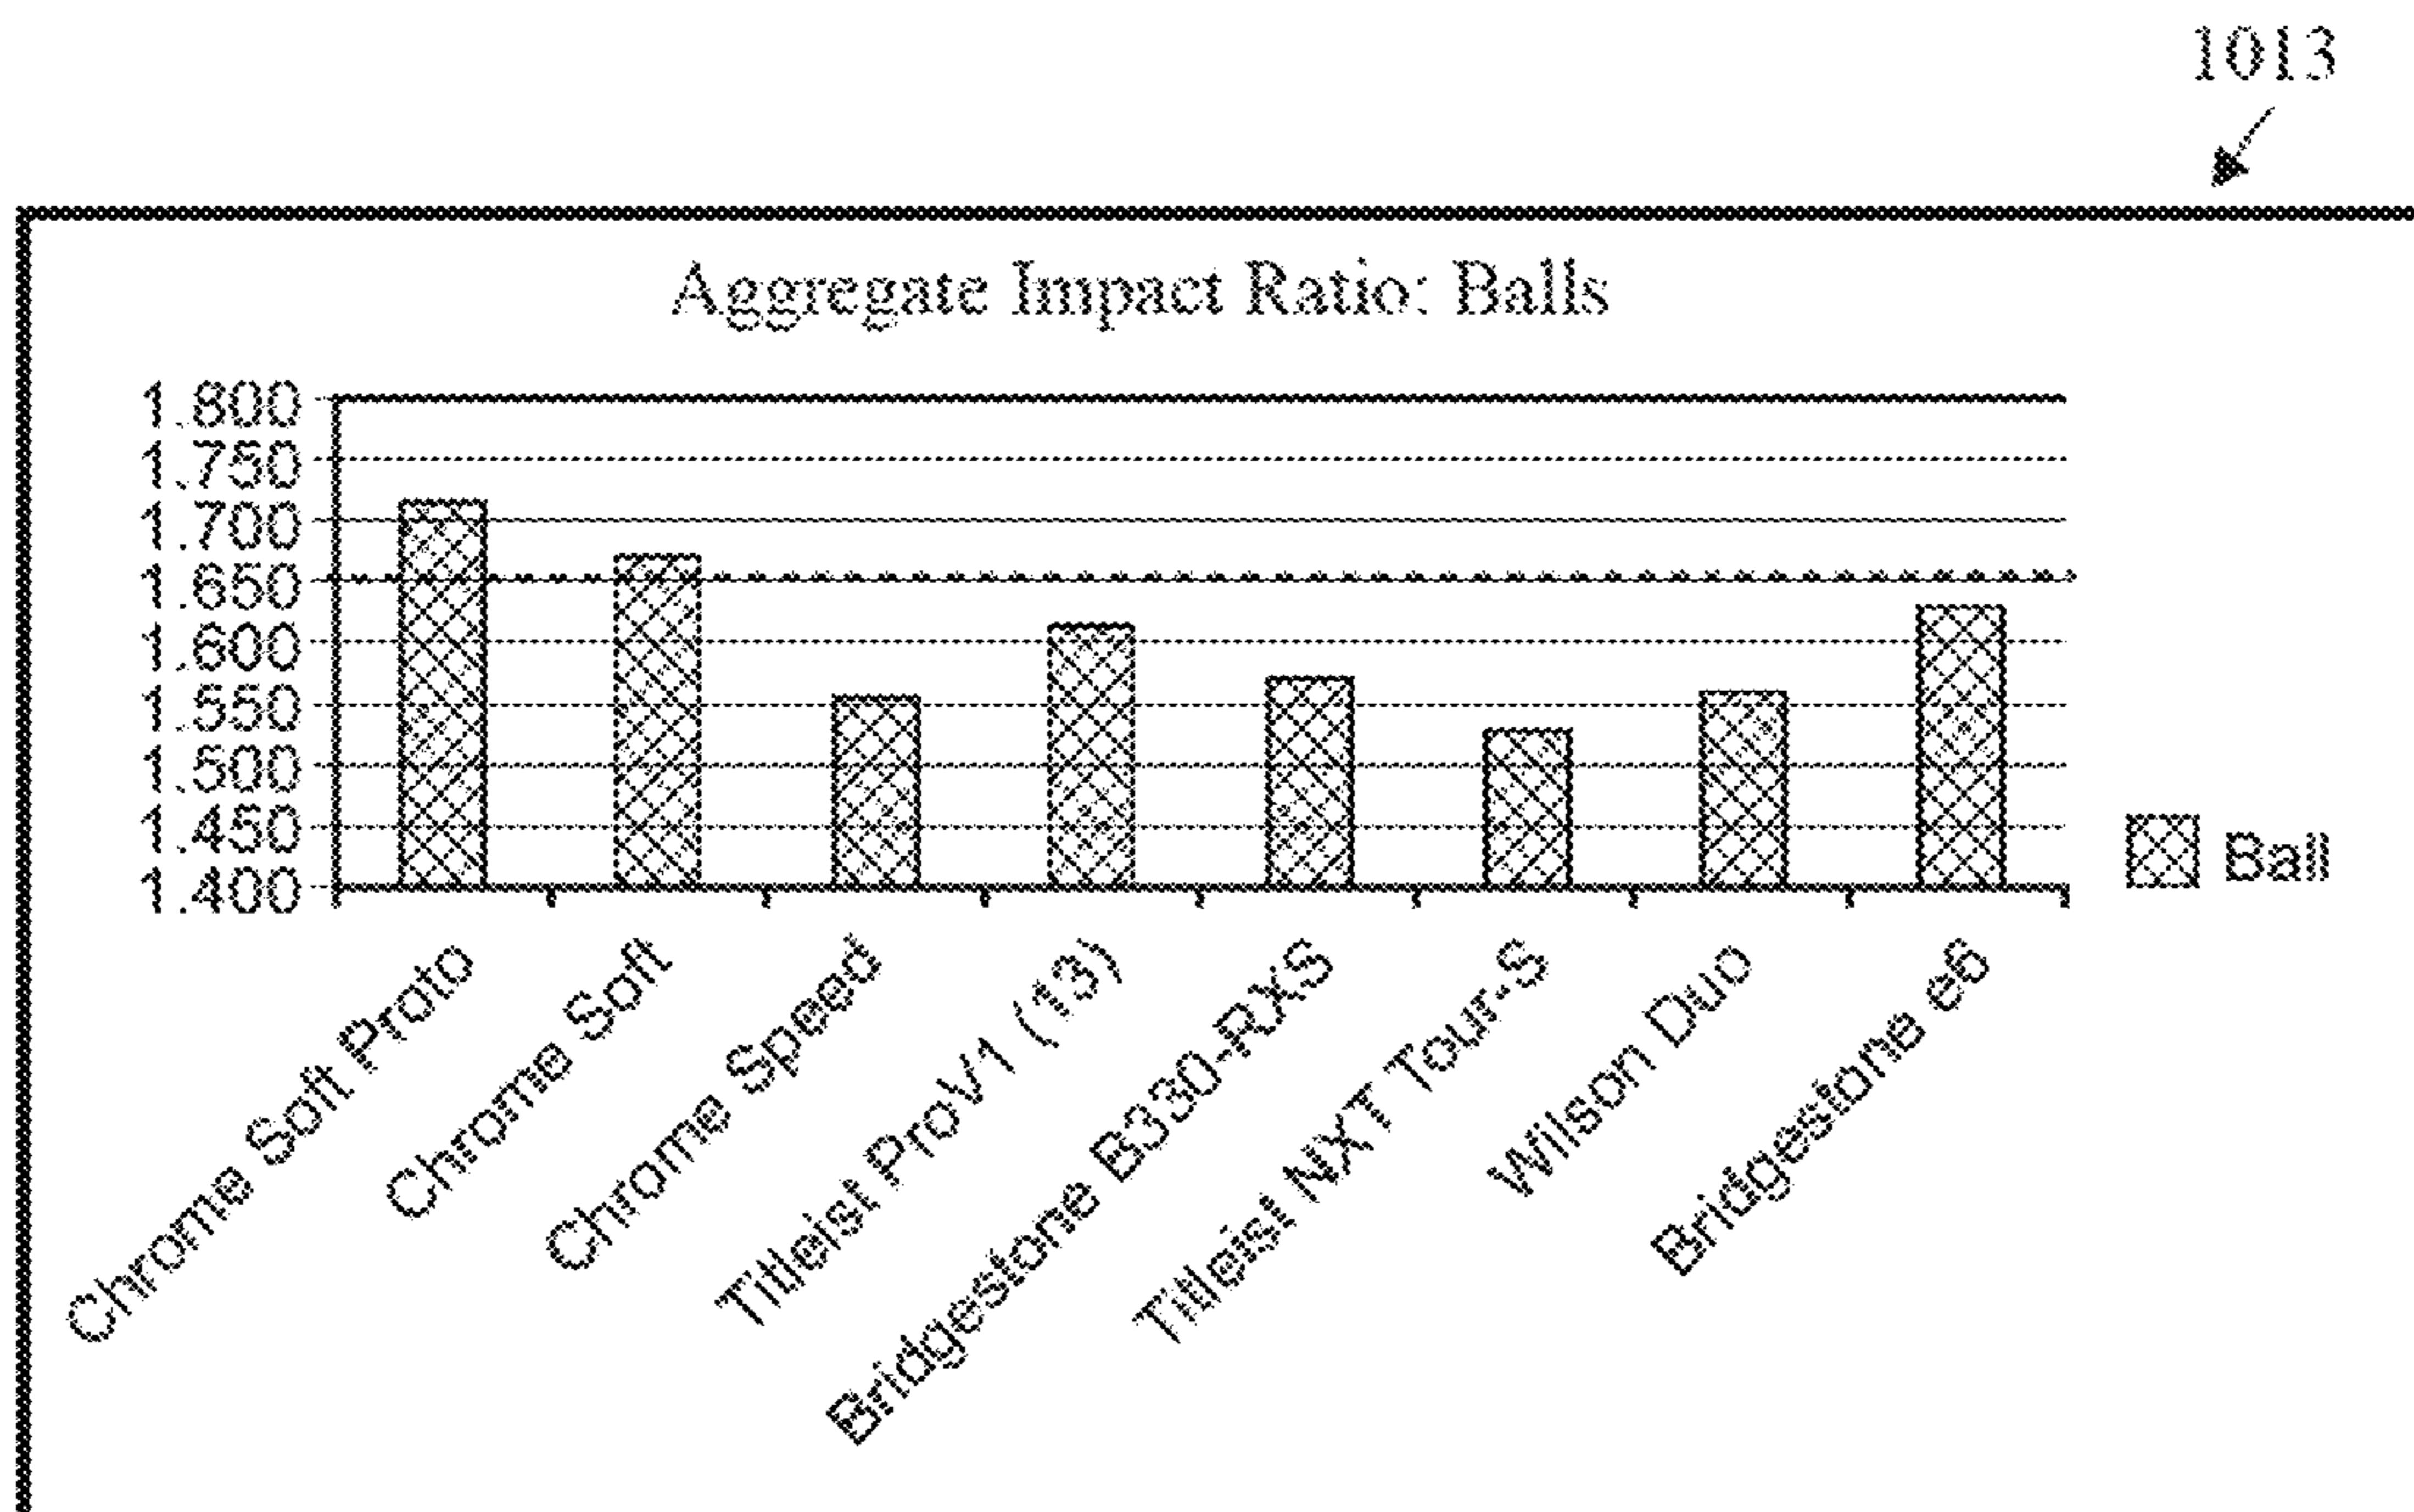 1013
Aggregate Impact Ratio: Balls
1.800
1.750
1.700
1.650
1.600
1.550
1.500
1.450
1.400
Ball
Chrome Soft Proto
Chrome Soft
Chrome Speed
Titleist ProV1 (13)
Bridgestone B330-RXS
Titleist NXT Tour-S
Wilson Duo
Bridgestone e6